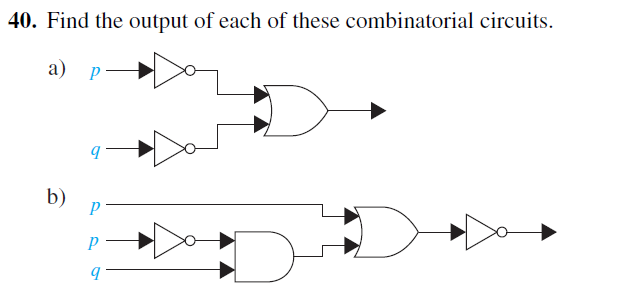 40. Find the output of each of these combinatorial circuits.
a) p
q
b) p
p
q